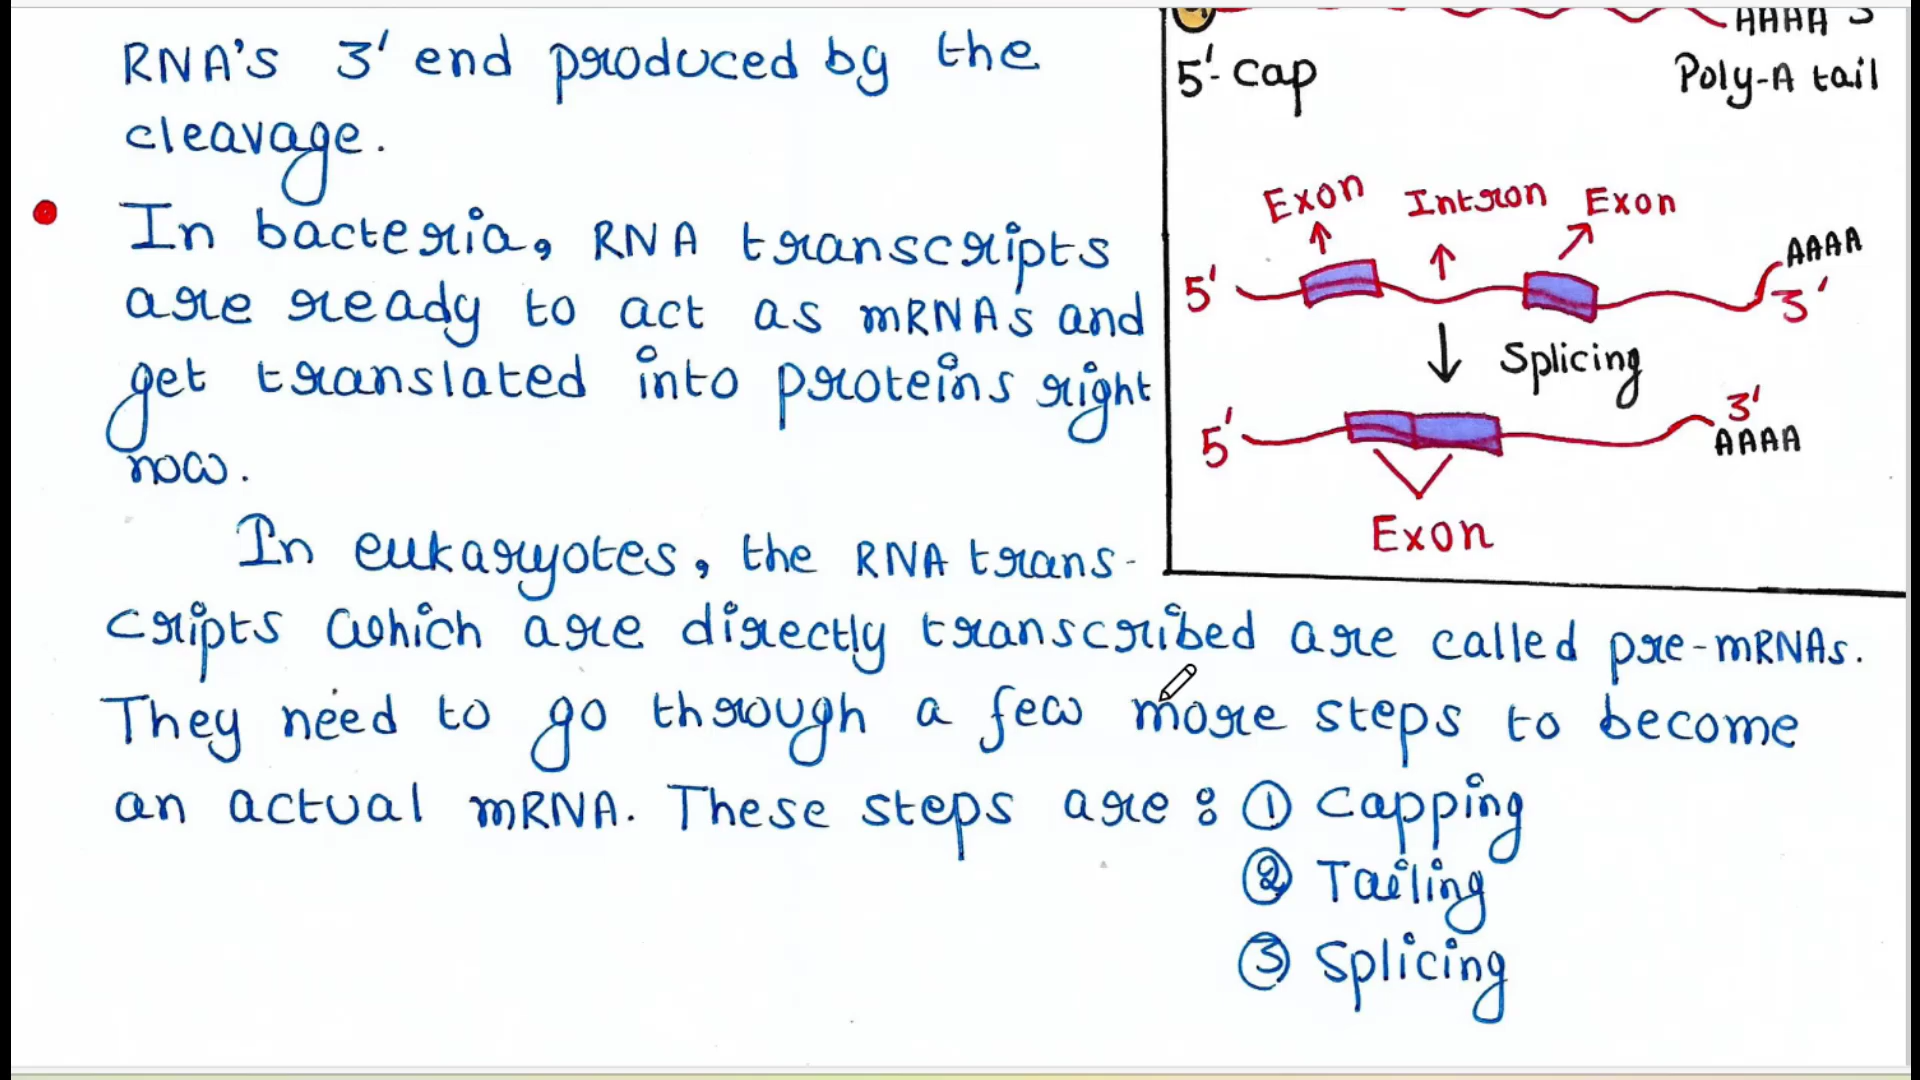 RNA's 3' end produced by the
cleavage.
In bacteria, RNA transcripts
are ready to act as mRNAs and
get translated into proteins right
now.
In eukaryotes, the RNA trans-
cripts which are directly transcribed are called pre-mRNAs.
They need to go through a few more steps to become
an actual mRNA. These steps are: ① Capping
② Tailing
③ Splicing
AAAA 3'
5'- cap
Poly-A tail
Exon Intron Exon
5' AAAA 3'
Splicing
5' 3' AAAA
Exon